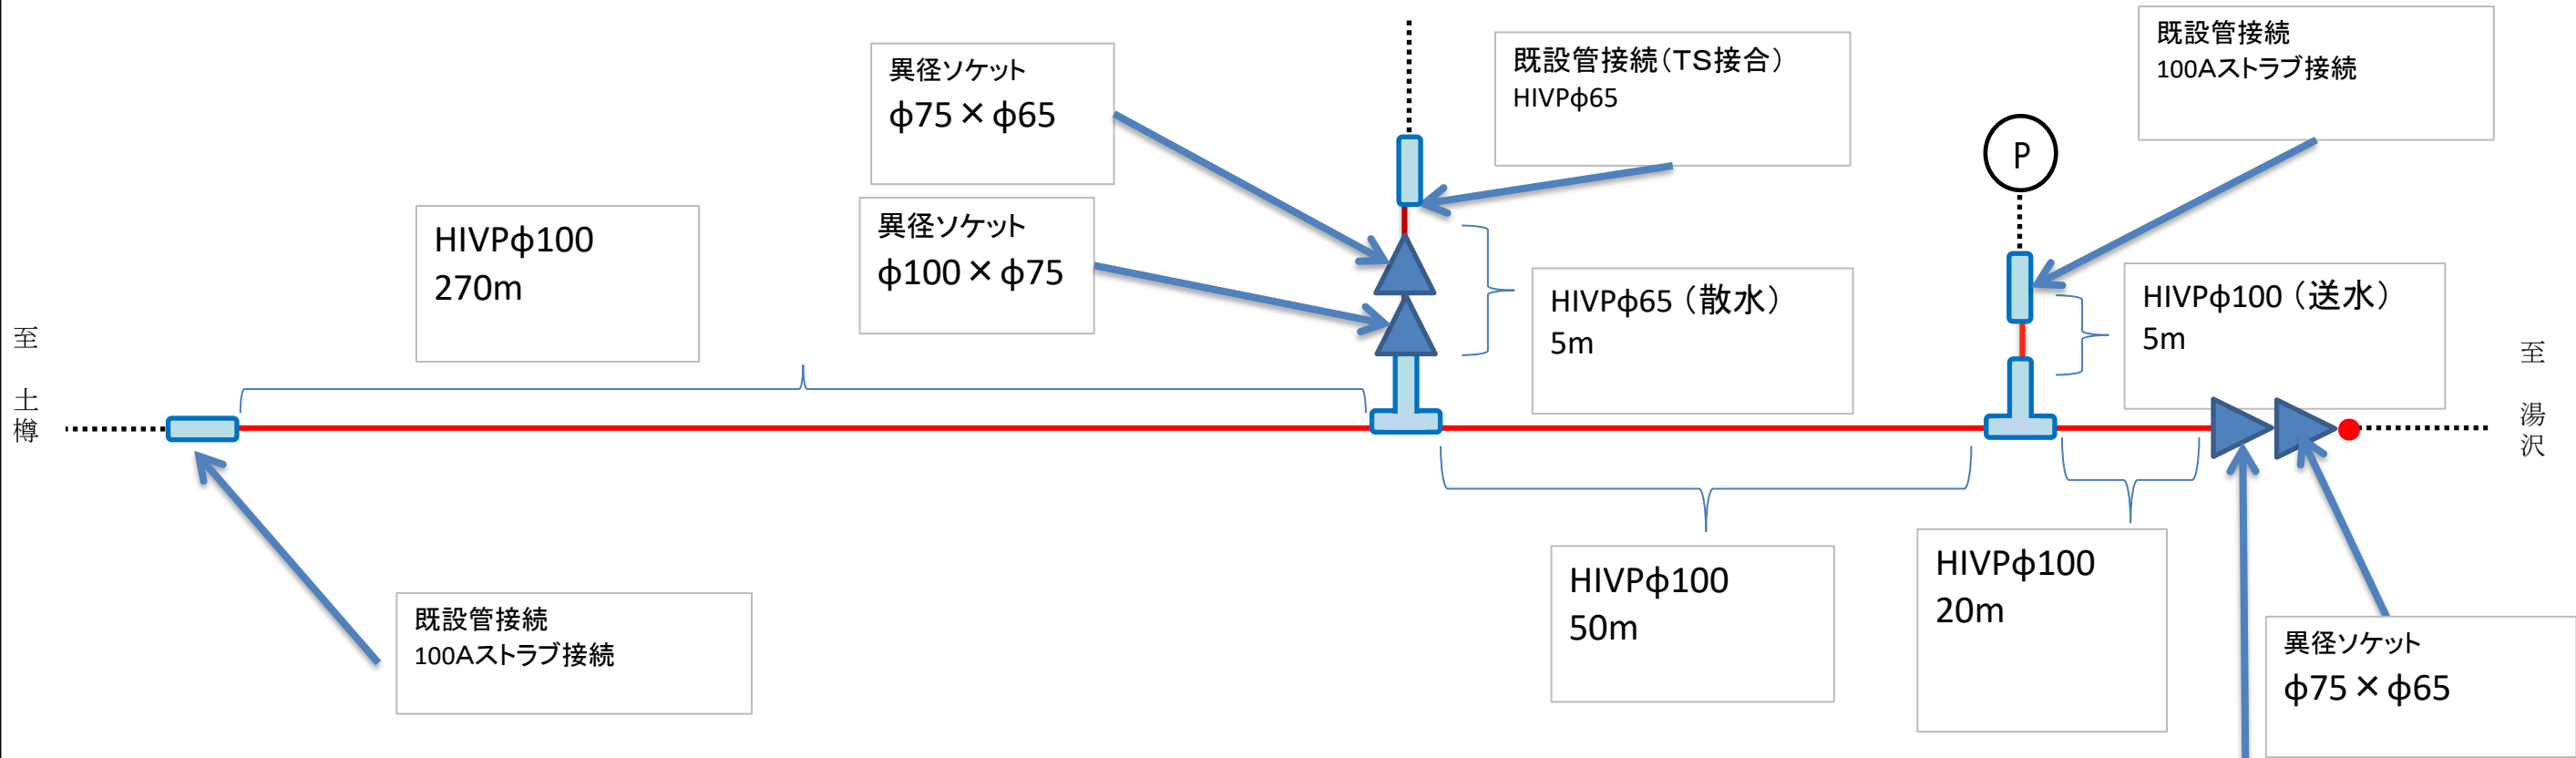 既設管接続
100Aストラブ接続
異径ソケット
φ75×φ65
既設管接続(TS接合)
HIVPφ65
P
HIVPφ100
270m
異径ソケット
φ100×φ75
HIVPφ65(散水)
5m
HIVPφ100(送水)
5m
至 土樽
至 湯沢
HIVPφ100
50m
HIVPφ100
20m
既設管接続
100Aストラブ接続
異径ソケット
φ75×φ65